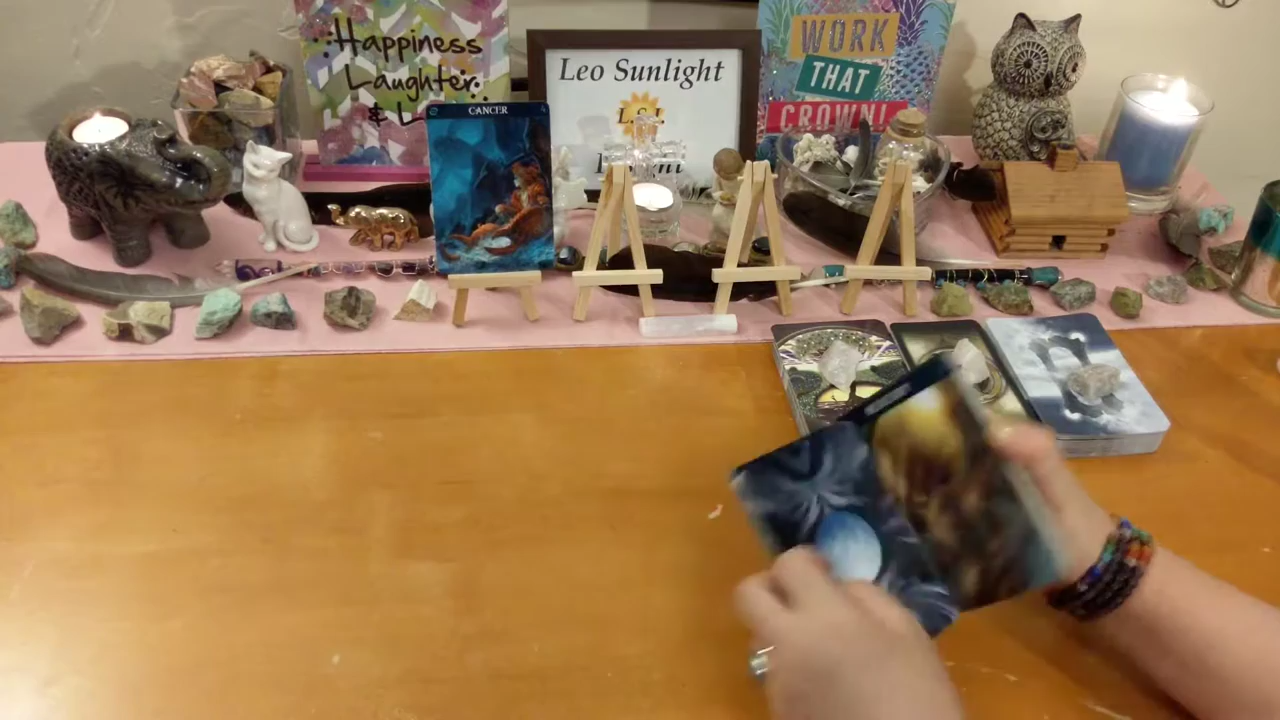 Happiness
Laughter
& L
CANCER
Leo Sunlight
L.S.I.
WORK
THAT
CROWN!